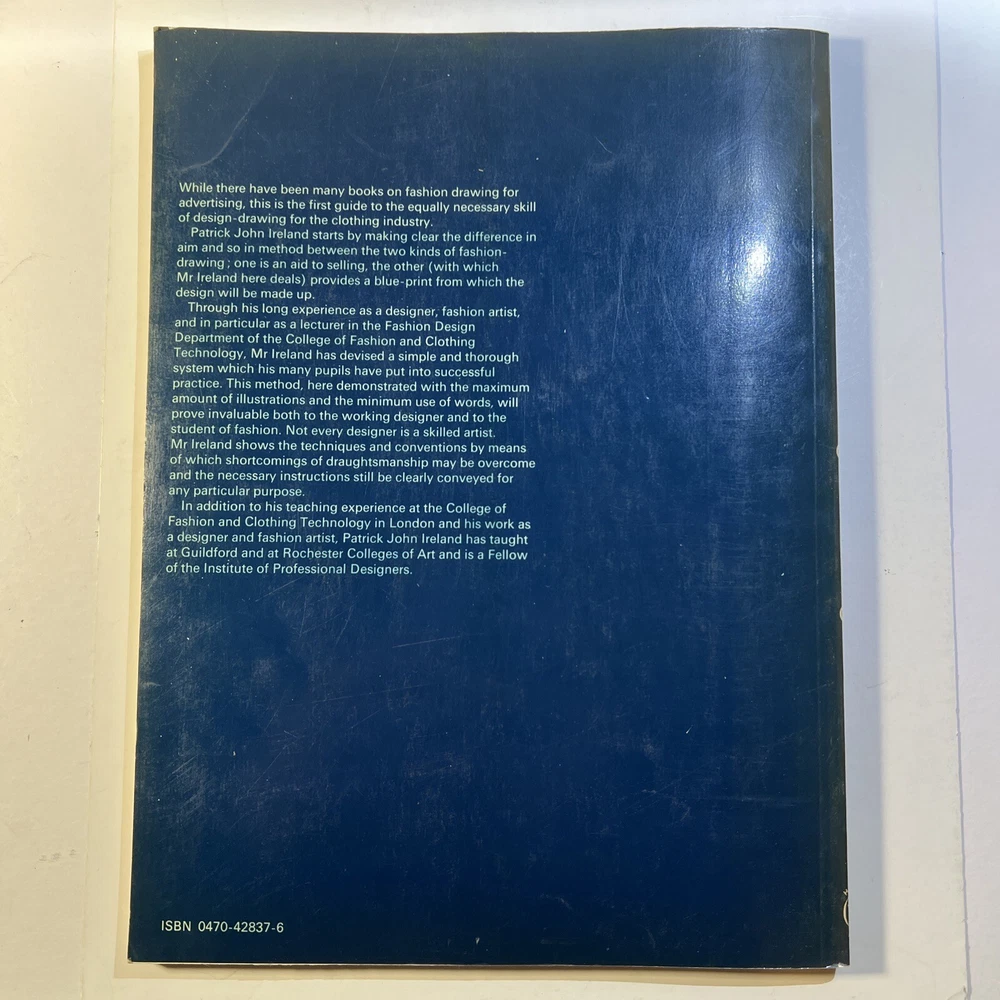 While there have been many books on fashion drawing for
advertising, this is the first guide to the equally necessary skill
of design-drawing for the clothing industry.
Patrick John Ireland starts by making clear the difference in
aim and so in method between the two kinds of fashion-
drawing; one is an aid to selling, the other (with which
Mr Ireland here deals) provides a blue-print from which the
design will be made up.
Through his long experience as a designer, fashion artist,
and in particular as a lecturer in the Fashion Design
Department of the College of Fashion and Clothing
Technology, Mr Ireland has devised a simple and thorough
system which his many pupils have put into successful
practice. This method, here demonstrated with the maximum
amount of illustrations and the minimum use of words, will
prove invaluable both to the working designer and to the
student of fashion. Not every designer is a skilled artist.
Mr Ireland shows the techniques and conventions by means
of which shortcomings of draughtsmanship may be overcome
and the necessary instructions still be clearly conveyed for
any particular purpose.
In addition to his teaching experience at the College of
Fashion and Clothing Technology in London and his work as
a designer and fashion artist, Patrick John Ireland has taught
at Guildford and at Rochester Colleges of Art and is a Fellow
of the Institute of Professional Designers.
ISBN 0470-42837-6